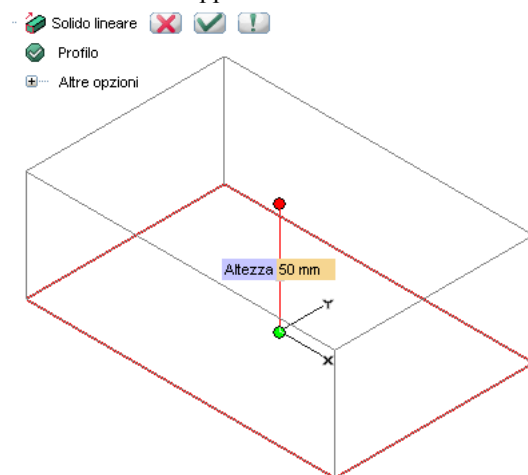 Solido lineare
Profilo
Altre opzioni
Altezza 50 mm
Y
X